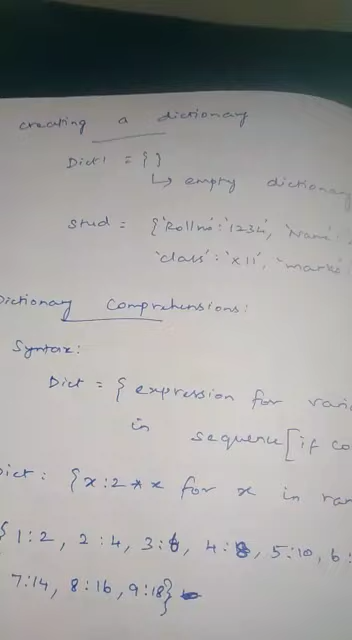 creating a dictionary
Dict1 = { }
↳ empty dictionary
Stud = {'Rollno':'1234', 'Name':
'class':'XII', 'marks':
Dictionary Comprehensions:
Syntax:
Dict = { expression for
in sequence [if
Dict: {x:2**x for x in
{1:2, 2:4, 3:6, 4:8, 5:10, 6:
7:14, 8:16, 9:18}